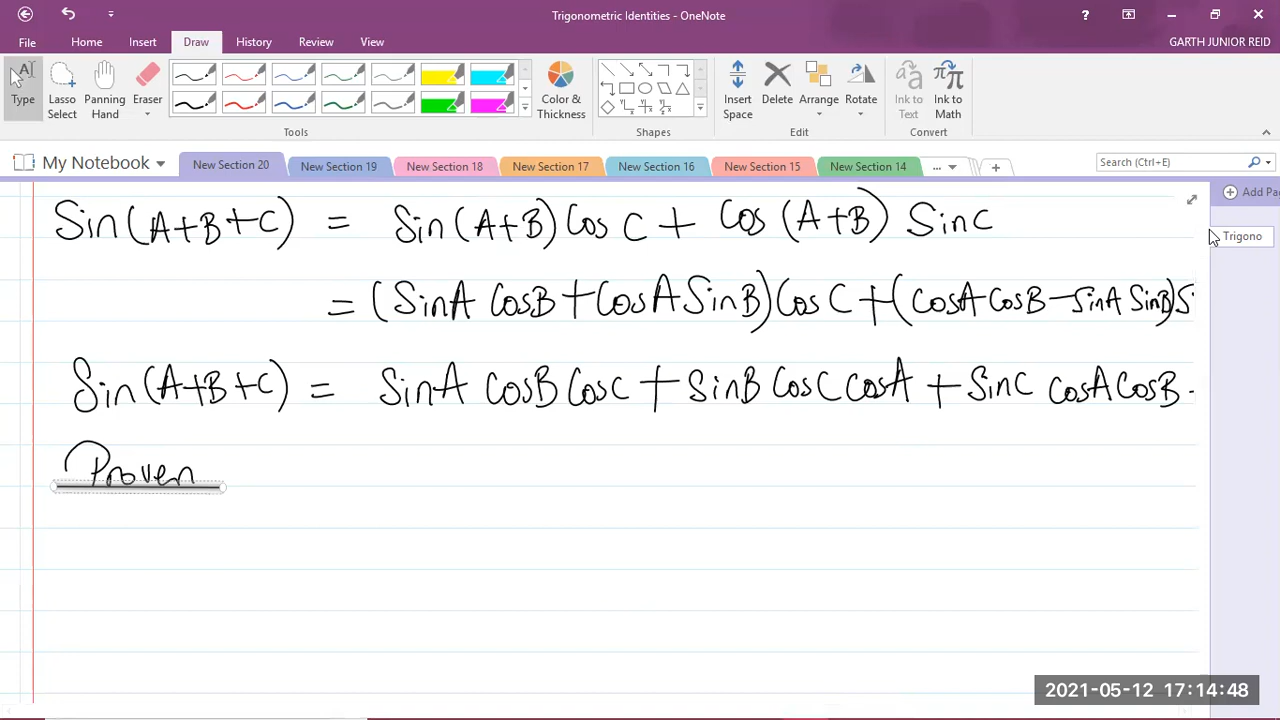 Trigonometric Identities - OneNote
File Home Insert Draw History Review View GARTH JUNIOR REID
Type Lasso Select Panning Hand Eraser Color & Thickness Insert Space Delete Arrange Rotate Ink to Text Ink to Math
Tools Shapes Edit Convert
My Notebook New Section 20 New Section 19 New Section 18 New Section 17 New Section 16 New Section 15 New Section 14 ... Search (Ctrl+E)
Add Pa
Trigono
Sin(A+B+C) = Sin(A+B)Cos C + Cos (A+B) Sin C
= (SinA CosB + CosA SinB) Cos C + (CosA CosB - SinA SinB) S
Sin(A+B+C) = SinA CosB CosC + SinB CosC CosA + SinC CosA CosB -
Proven
2021-05-12 17:14:48